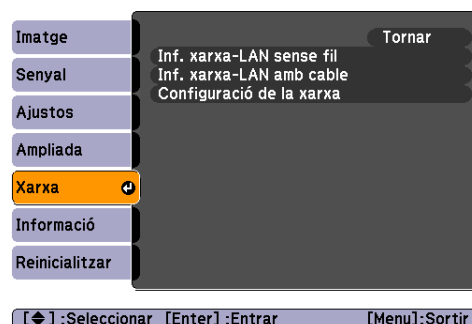 Imatge
Senyal
Ajustos
Ampliada
Xarxa
Informació
Reinicialitzar
Tornar
Inf. xarxa-LAN sense fil
Inf. xarxa-LAN amb cable
Configuració de la xarxa
[◆] :Seleccionar [Enter] :Entrar [Menu]:Sortir